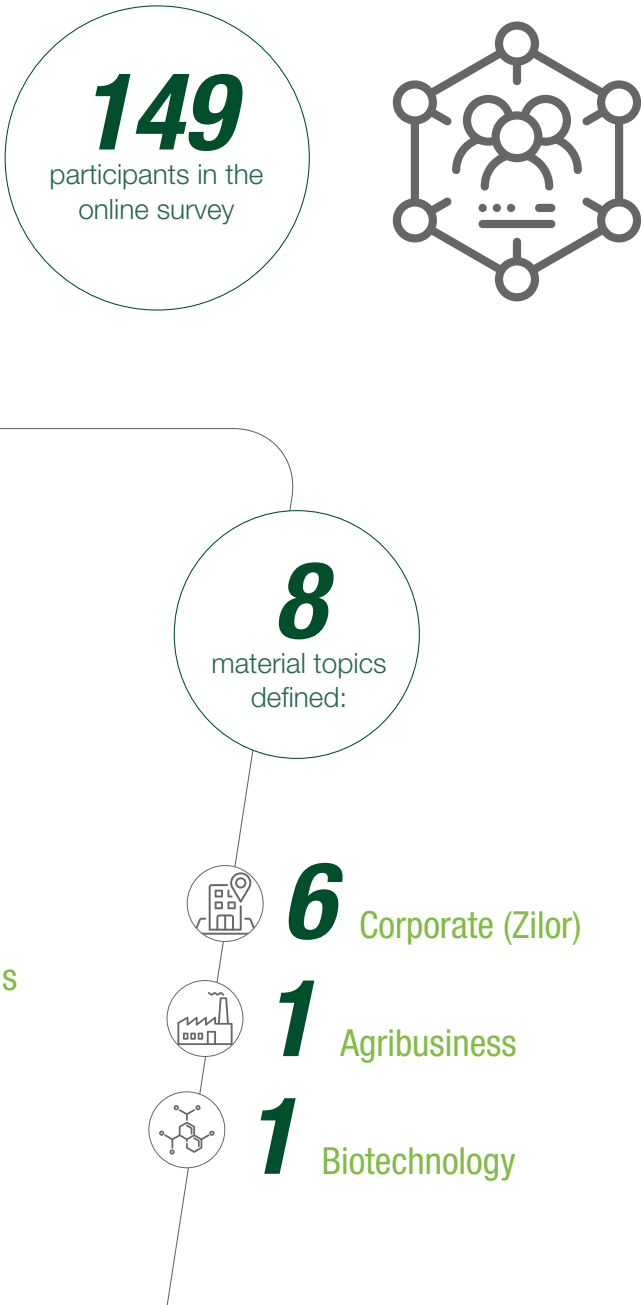 149
participants in the
online survey
8
material topics
defined:
6 Corporate (Zilor)
s
1 Agribusiness
1 Biotechnology